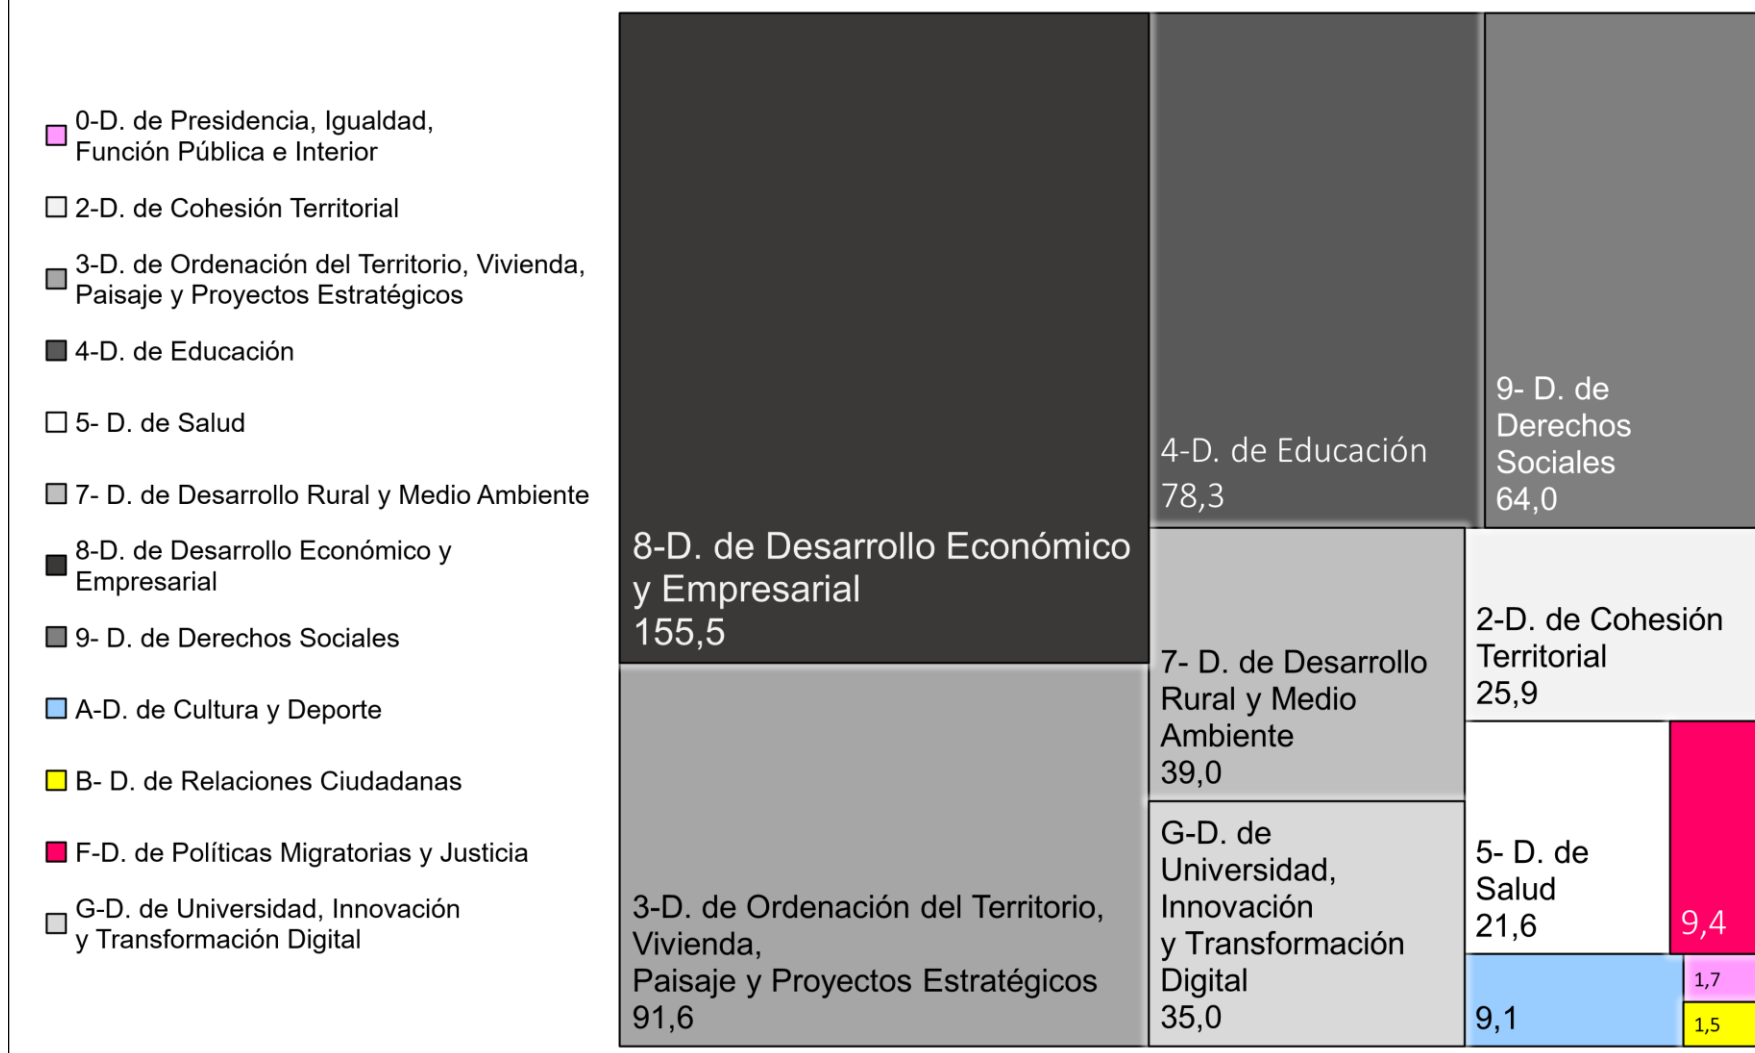 0-D. de Presidencia, Igualdad,
Función Pública e Interior
2-D. de Cohesión Territorial
3-D. de Ordenación del Territorio, Vivienda,
Paisaje y Proyectos Estratégicos
4-D. de Educación
5- D. de Salud
7- D. de Desarrollo Rural y Medio Ambiente
8-D. de Desarrollo Económico y
Empresarial
9- D. de Derechos Sociales
A-D. de Cultura y Deporte
B- D. de Relaciones Ciudadanas
F-D. de Políticas Migratorias y Justicia
G-D. de Universidad, Innovación
y Transformación Digital
8-D. de Desarrollo Económico
y Empresarial
155,5
3-D. de Ordenación del Territorio,
Vivienda,
Paisaje y Proyectos Estratégicos
91,6
4-D. de Educación
78,3
9- D. de
Derechos
Sociales
64,0
7- D. de Desarrollo
Rural y Medio
Ambiente
39,0
G-D. de
Universidad,
Innovación
y Transformación
Digital
35,0
2-D. de Cohesión
Territorial
25,9
5- D. de
Salud
21,6
9,4
9,1
1,7
1,5